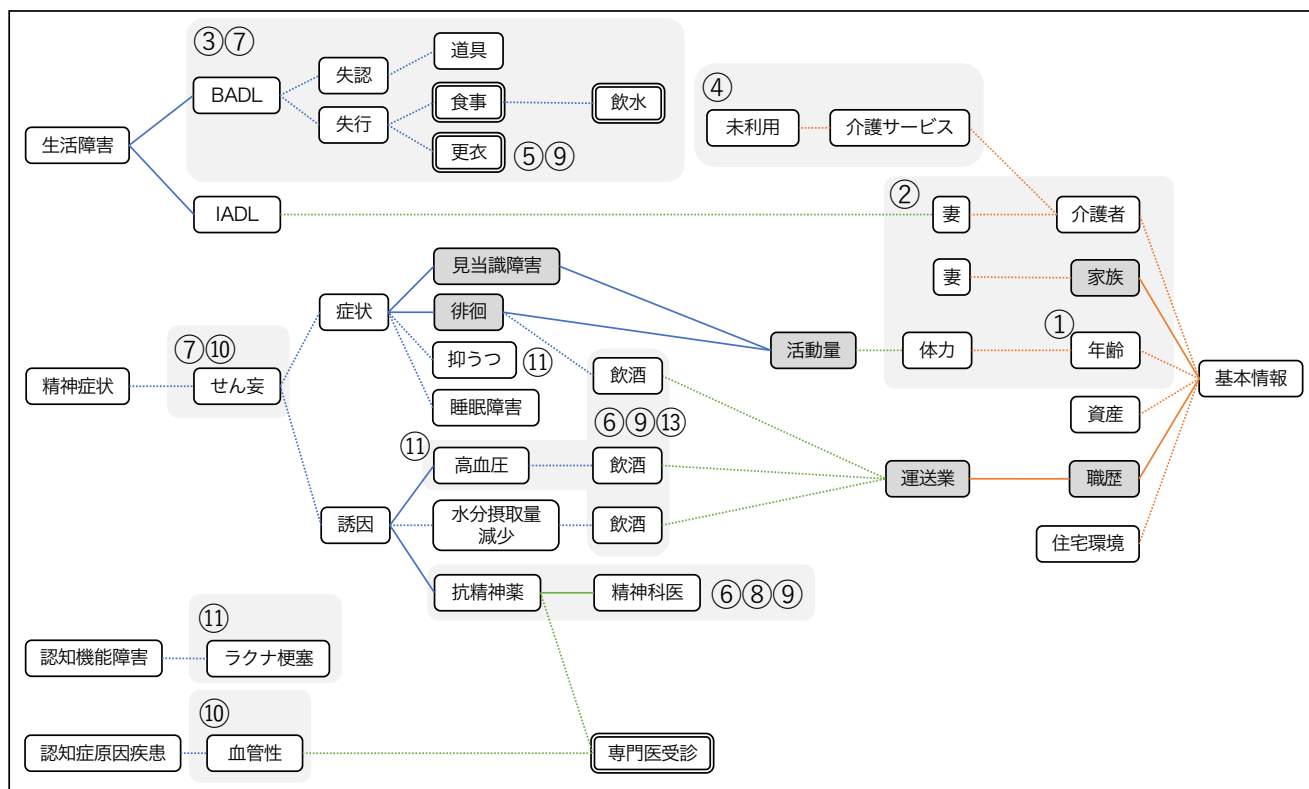 ③⑦
道具
失認
BADL
食事
飲水
失行
更衣
⑤⑨
生活障害
IADL
④
未利用
介護サービス
②
妻
介護者
見当識障害
妻
家族
症状
徘徊
①
活動量
体力
年齢
抑うつ
⑪
飲酒
⑦⑩
精神症状
せん妄
基本情報
睡眠障害
資産
⑥⑨⑬
⑪
高血圧
飲酒
運送業
職歴
誘因
水分摂取量
減少
飲酒
住宅環境
抗精神薬
精神科医
⑥⑧⑨
⑪
認知機能障害
ラクナ梗塞
⑩
認知症原因疾患
血管性
専門医受診